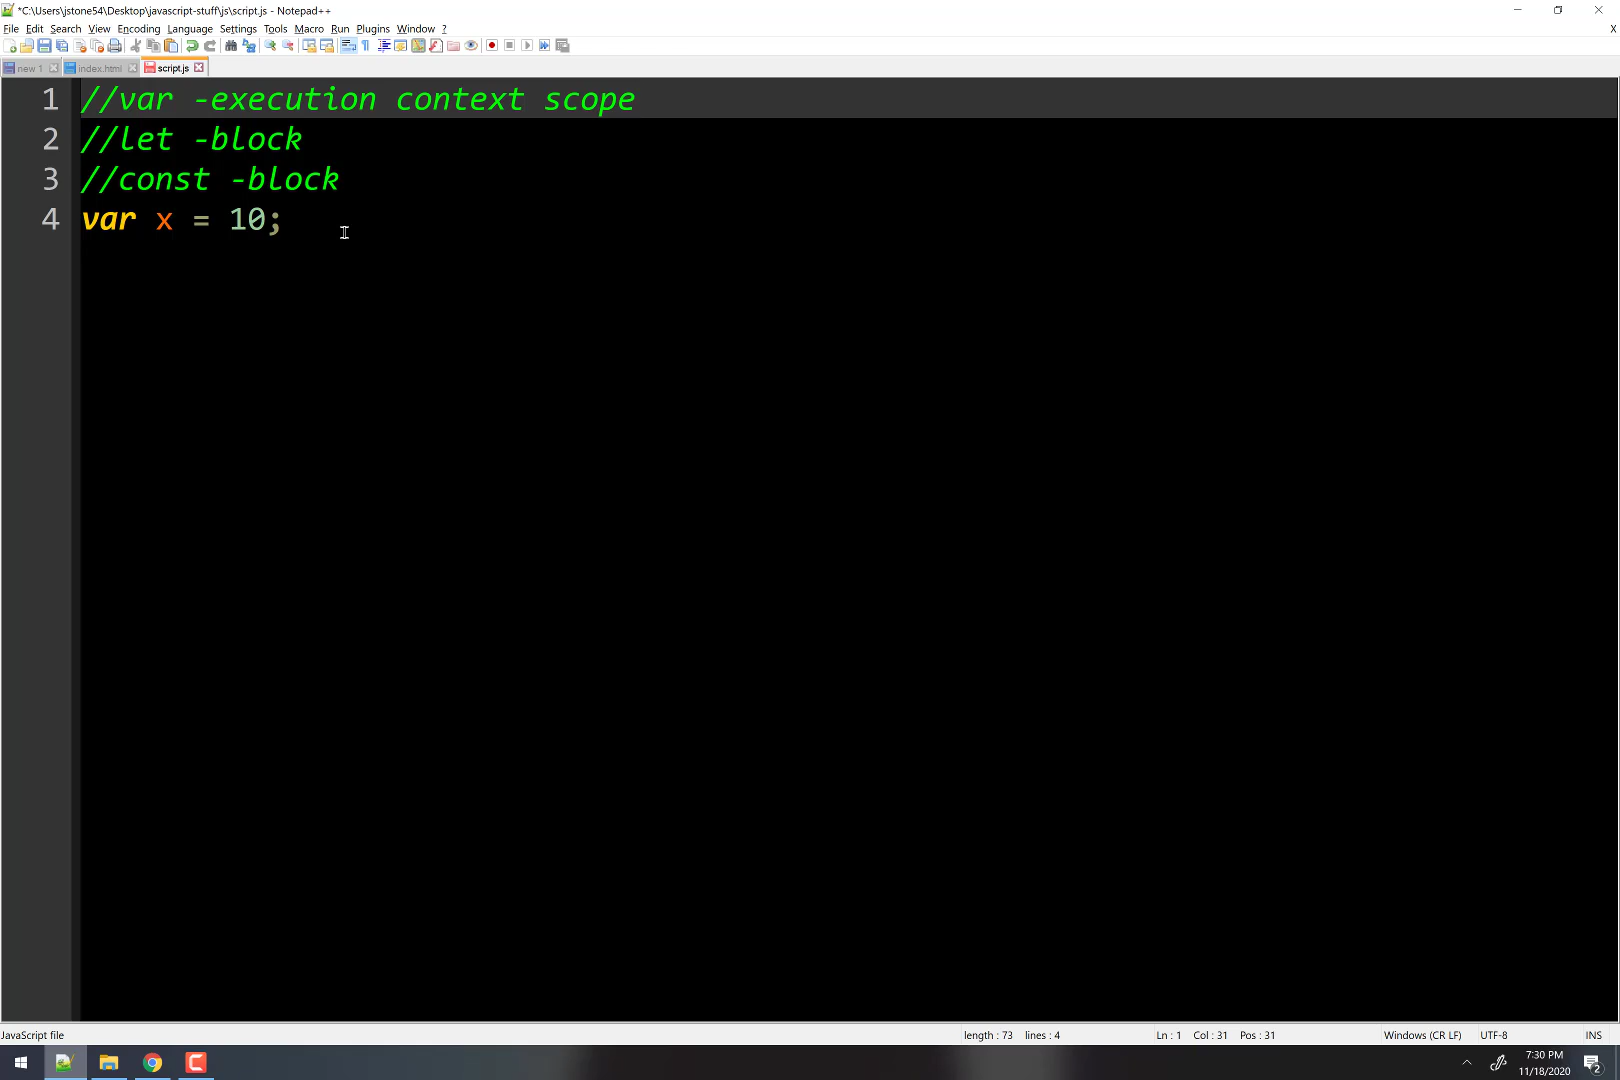 *C:\Users\jstone54\Desktop\javascript-stuff\js\script.js - Notepad++
File Edit Search View Encoding Language Settings Tools Macro Run Plugins Window ? X
new 1 index.html script.js
1 //var -execution context scope
2 //let -block
3 //const -block
4 var x = 10;
JavaScript file length : 73 lines : 4 Ln : 1 Col : 31 Pos : 31 Windows (CR LF) UTF-8 INS
7:30 PM
11/18/2020
2